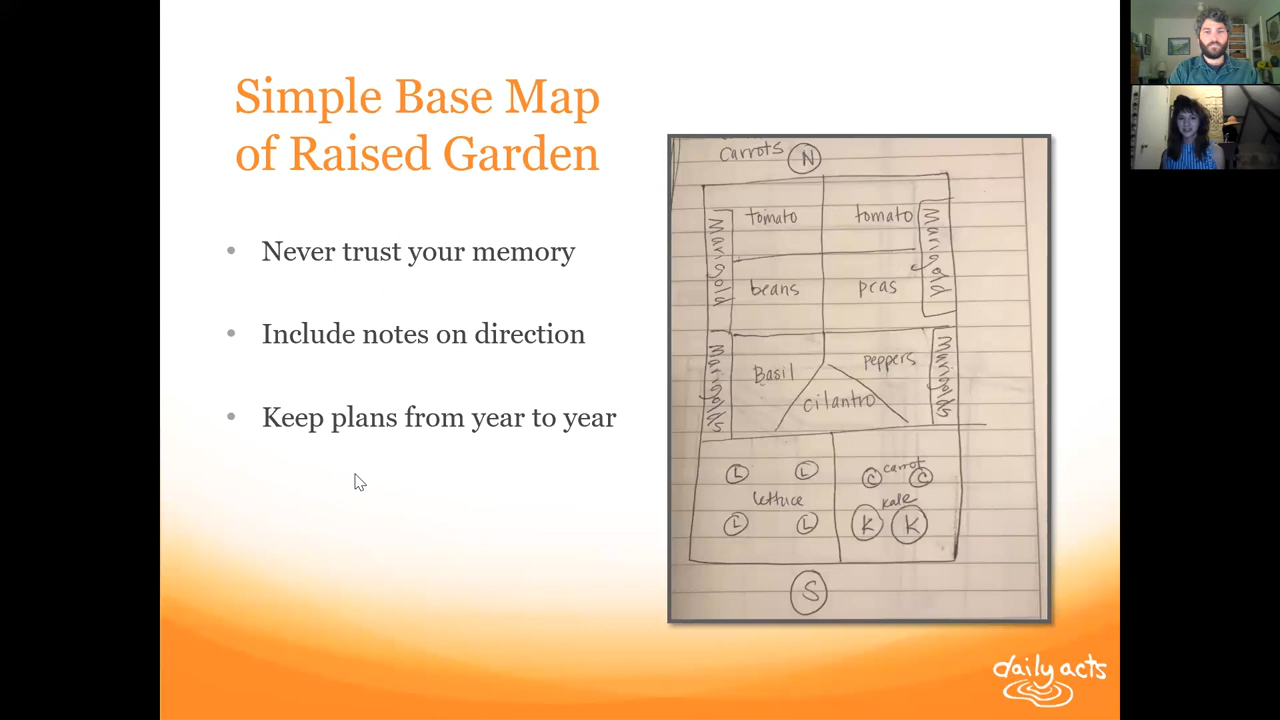 Simple Base Map
of Raised Garden
• Never trust your memory
• Include notes on direction
• Keep plans from year to year
Carrots N
Marigold tomato tomato Marigold
beans peas
Marigolds Basil peppers Marigolds
cilantro
L L C carrot C
lettuce kale
L L K K
S
daily acts